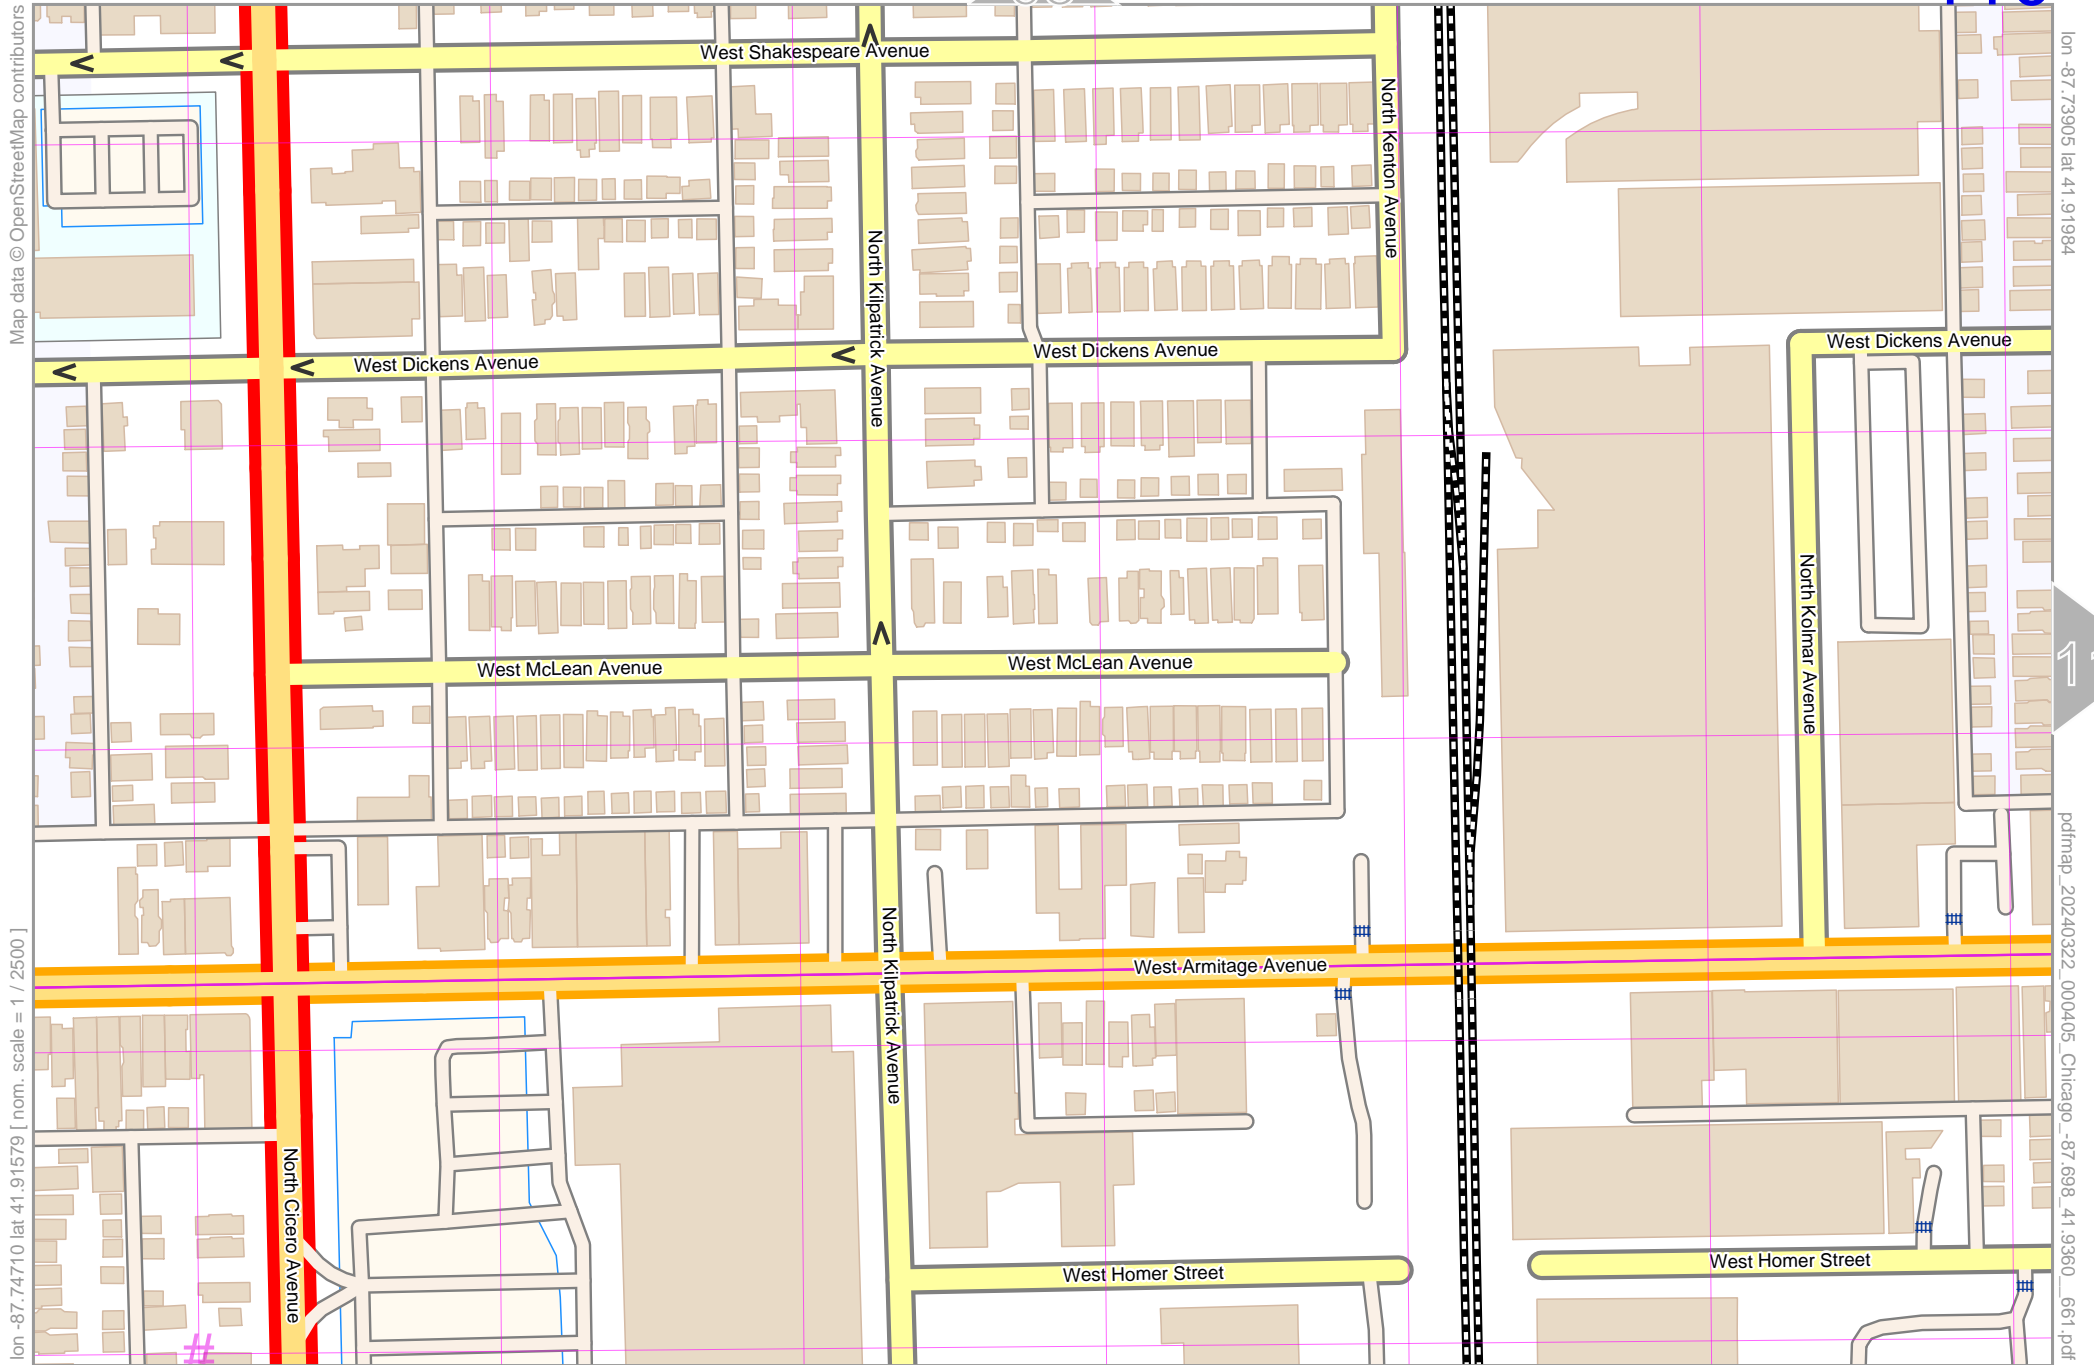 West Shakespeare Avenue
North Kenton Avenue
North Kilpatrick Avenue
West Dickens Avenue
West Dickens Avenue
West Dickens Avenue
North Kolmar Avenue
West McLean Avenue
West McLean Avenue
West Armitage Avenue
North Kilpatrick Avenue
North Cicero Avenue
West Homer Street
West Homer Street
#
Map data © OpenStreetMap contributors
lon -87.74710 lat 41.91579 [ nom. scale = 1 / 2500 ]
lon -87.73905 lat 41.91984
pdfmap_20240322_000405_Chicago_-87.698_41.9360__661.pdf